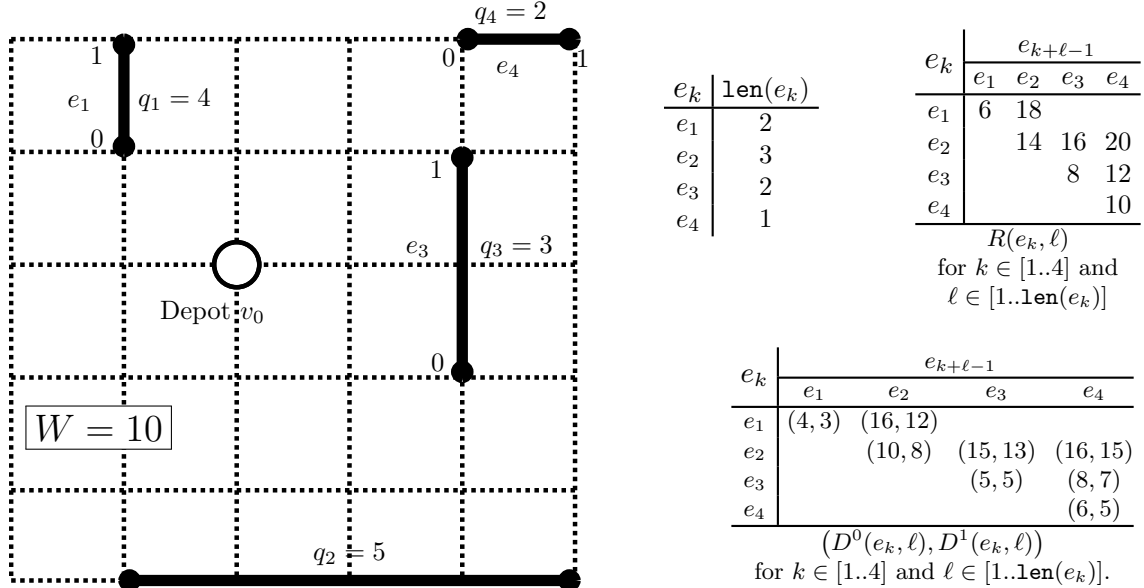 q₄ = 2
1
0
1
e₄
e₁
q₁ = 4
0
1
e₃
q₃ = 3
Depot v₀
0
W = 10
q₂ = 5
eₖ len(eₖ)
e₁ 2
e₂ 3
e₃ 2
e₄ 1
eₖ eₖ₊ℓ₋₁
e₁ e₂ e₃ e₄
e₁ 6 18
e₂ 14 16 20
e₃ 8 12
e₄ 10
R(eₖ, ℓ)
for k ∈ [1..4] and
ℓ ∈ [1..len(eₖ)]
eₖ eₖ₊ℓ₋₁
e₁ e₂ e₃ e₄
e₁ (4, 3) (16, 12)
e₂ (10, 8) (15, 13) (16, 15)
e₃ (5, 5) (8, 7)
e₄ (6, 5)
(D⁰(eₖ, ℓ), D¹(eₖ, ℓ))
for k ∈ [1..4] and ℓ ∈ [1..len(eₖ)].